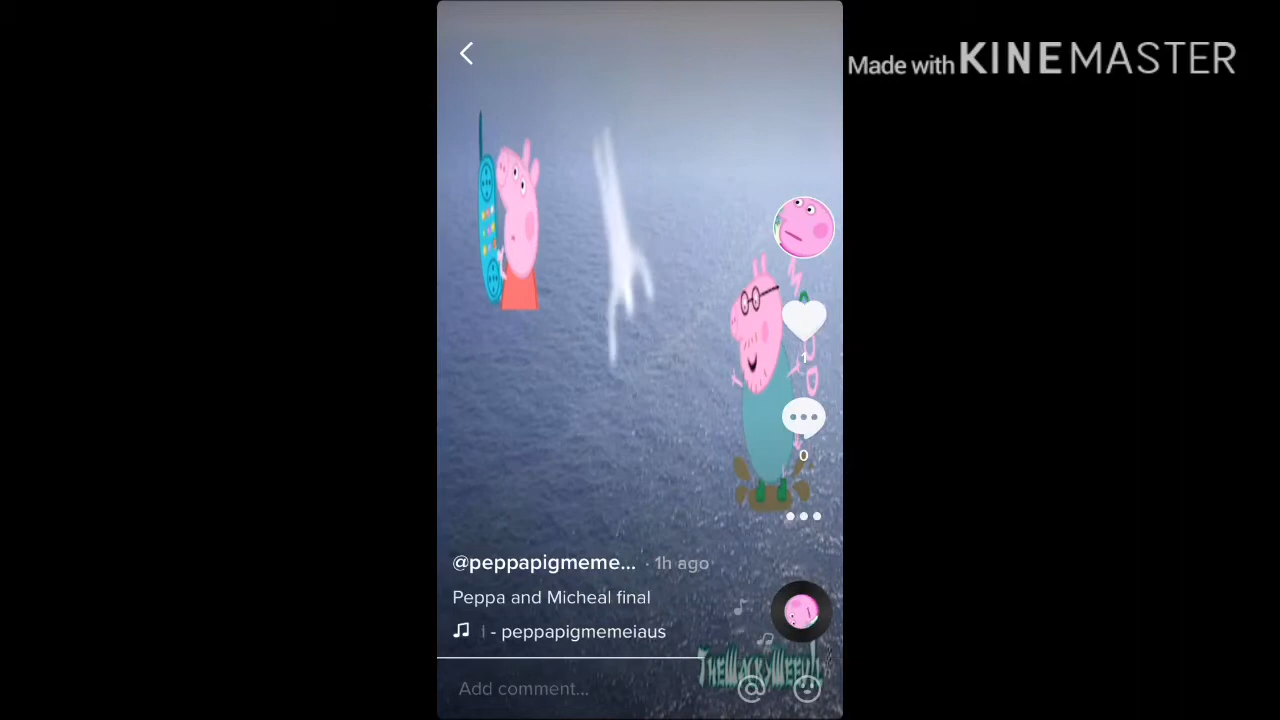 Made with KINEMASTER
1
0
@peppapigmeme... · 1h ago
Peppa and Micheal final
- peppapigmemeiaus
Add comment...